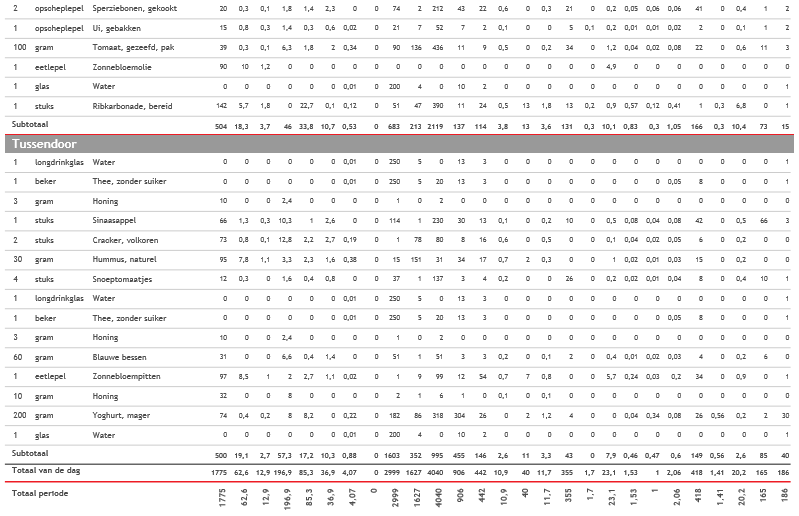 2 opscheplepel Sperziebonen, gekookt 20 0,3 0,1 1,8 1,4 2,3 0 0 74 2 212 43 22 0,6 0 0,3 21 0 0,2 0,05 0,06 0,06 41 0 0,4 1 2
1 opscheplepel Ui, gebakken 15 0,8 0,3 1,4 0,3 0,6 0,02 0 21 7 52 7 2 0,1 0 0 5 0,1 0,2 0,01 0,01 0,02 2 0 0,1 1 2
100 gram Tomaat, gezeefd, pak 39 0,3 0,1 6,3 1,8 2 0,34 0 90 136 436 11 9 0,5 0 0,2 34 0 1,2 0,04 0,02 0,08 22 0 0,6 11 3
1 eetlepel Zonnebloemolie 90 10 1,2 0 0 0 0 0 0 0 0 0 0 0 0 0 0 0 4,9 0 0 0 0 0 0 0 0
1 glas Water 0 0 0 0 0 0 0,01 0 200 4 0 10 2 0 0 0 0 0 0 0 0 0 0 0 0 0 1
1 stuks Ribkarbonade, bereid 142 5,7 1,8 0 22,7 0,1 0,12 0 51 47 390 11 24 0,5 13 1,8 13 0,2 0,9 0,57 0,12 0,41 1 0,3 6,8 0 1
Subtotaal 504 18,3 3,7 46 33,8 10,7 0,53 0 683 213 2119 137 114 3,8 13 3,6 131 0,3 10,1 0,83 0,3 1,05 166 0,3 10,4 73 15
Tussendoor
1 longdrinkglas Water 0 0 0 0 0 0 0,01 0 250 5 0 13 3 0 0 0 0 0 0 0 0 0 0 0 0 0 1
1 beker Thee, zonder suiker 0 0 0 0 0 0 0,01 0 250 5 20 13 3 0 0 0 0 0 0 0 0 0,05 8 0 0 0 1
3 gram Honing 10 0 0 2,4 0 0 0 0 1 0 2 0 0 0 0 0 0 0 0 0 0 0 0 0 0 0 0
1 stuks Sinaasappel 66 1,3 0,3 10,3 1 2,6 0 0 114 1 230 30 13 0,1 0 0,2 10 0 0,5 0,08 0,04 0,08 42 0 0,5 66 3
2 stuks Cracker, volkoren 73 0,8 0,1 12,8 2,2 2,7 0,19 0 1 78 80 8 16 0,6 0 0,5 0 0 0,1 0,04 0,02 0,05 6 0 0,2 0 0
30 gram Hummus, naturel 95 7,8 1,1 3,3 2,3 1,6 0,38 0 15 151 31 34 17 0,7 2 0,3 0 0 1 0,02 0,01 0,03 15 0 0,2 0 0
4 stuks Snoeptomaatjes 12 0,3 0 1,6 0,4 0,8 0 0 37 1 137 3 4 0,2 0 0 26 0 0,2 0,02 0,01 0,04 8 0 0,4 10 1
1 longdrinkglas Water 0 0 0 0 0 0 0,01 0 250 5 0 13 3 0 0 0 0 0 0 0 0 0 0 0 0 0 1
1 beker Thee, zonder suiker 0 0 0 0 0 0 0,01 0 250 5 20 13 3 0 0 0 0 0 0 0 0 0,05 8 0 0 0 1
3 gram Honing 10 0 0 2,4 0 0 0 0 1 0 2 0 0 0 0 0 0 0 0 0 0 0 0 0 0 0 0
60 gram Blauwe bessen 31 0 0 6,6 0,4 1,4 0 0 51 1 51 3 3 0,2 0 0,1 2 0 0,4 0,01 0,02 0,03 4 0 0,2 6 0
1 eetlepel Zonnebloempitten 97 8,5 1 2 2,7 1,1 0,02 0 1 9 99 12 54 0,7 7 0,8 0 0 5,7 0,24 0,03 0,2 34 0 0,9 0 1
10 gram Honing 32 0 0 8 0 0 0 0 2 1 6 1 0 0,1 0 0,1 0 0 0 0 0 0 0 0 0 0 0
200 gram Yoghurt, mager 74 0,4 0,2 8 8,2 0 0,22 0 182 86 318 304 26 0 2 1,2 4 0 0 0,04 0,34 0,08 26 0,56 0,2 2 30
1 glas Water 0 0 0 0 0 0 0,01 0 200 4 0 10 2 0 0 0 0 0 0 0 0 0 0 0 0 0 1
Subtotaal 500 19,1 2,7 57,3 17,2 10,3 0,88 0 1603 352 995 455 146 2,6 11 3,3 43 0 7,9 0,46 0,47 0,6 149 0,56 2,6 85 40
Totaal van de dag 1775 62,6 12,9 196,9 85,3 36,9 4,07 0 2999 1627 4040 906 442 10,9 40 11,7 355 1,7 23,1 1,53 1 2,06 418 1,41 20,2 165 186
Totaal periode 1775 62,6 12,9 196,9 85,3 36,9 4,07 0 2999 1627 4040 906 442 10,9 40 11,7 355 1,7 23,1 1,53 1 2,06 418 1,41 20,2 165 186